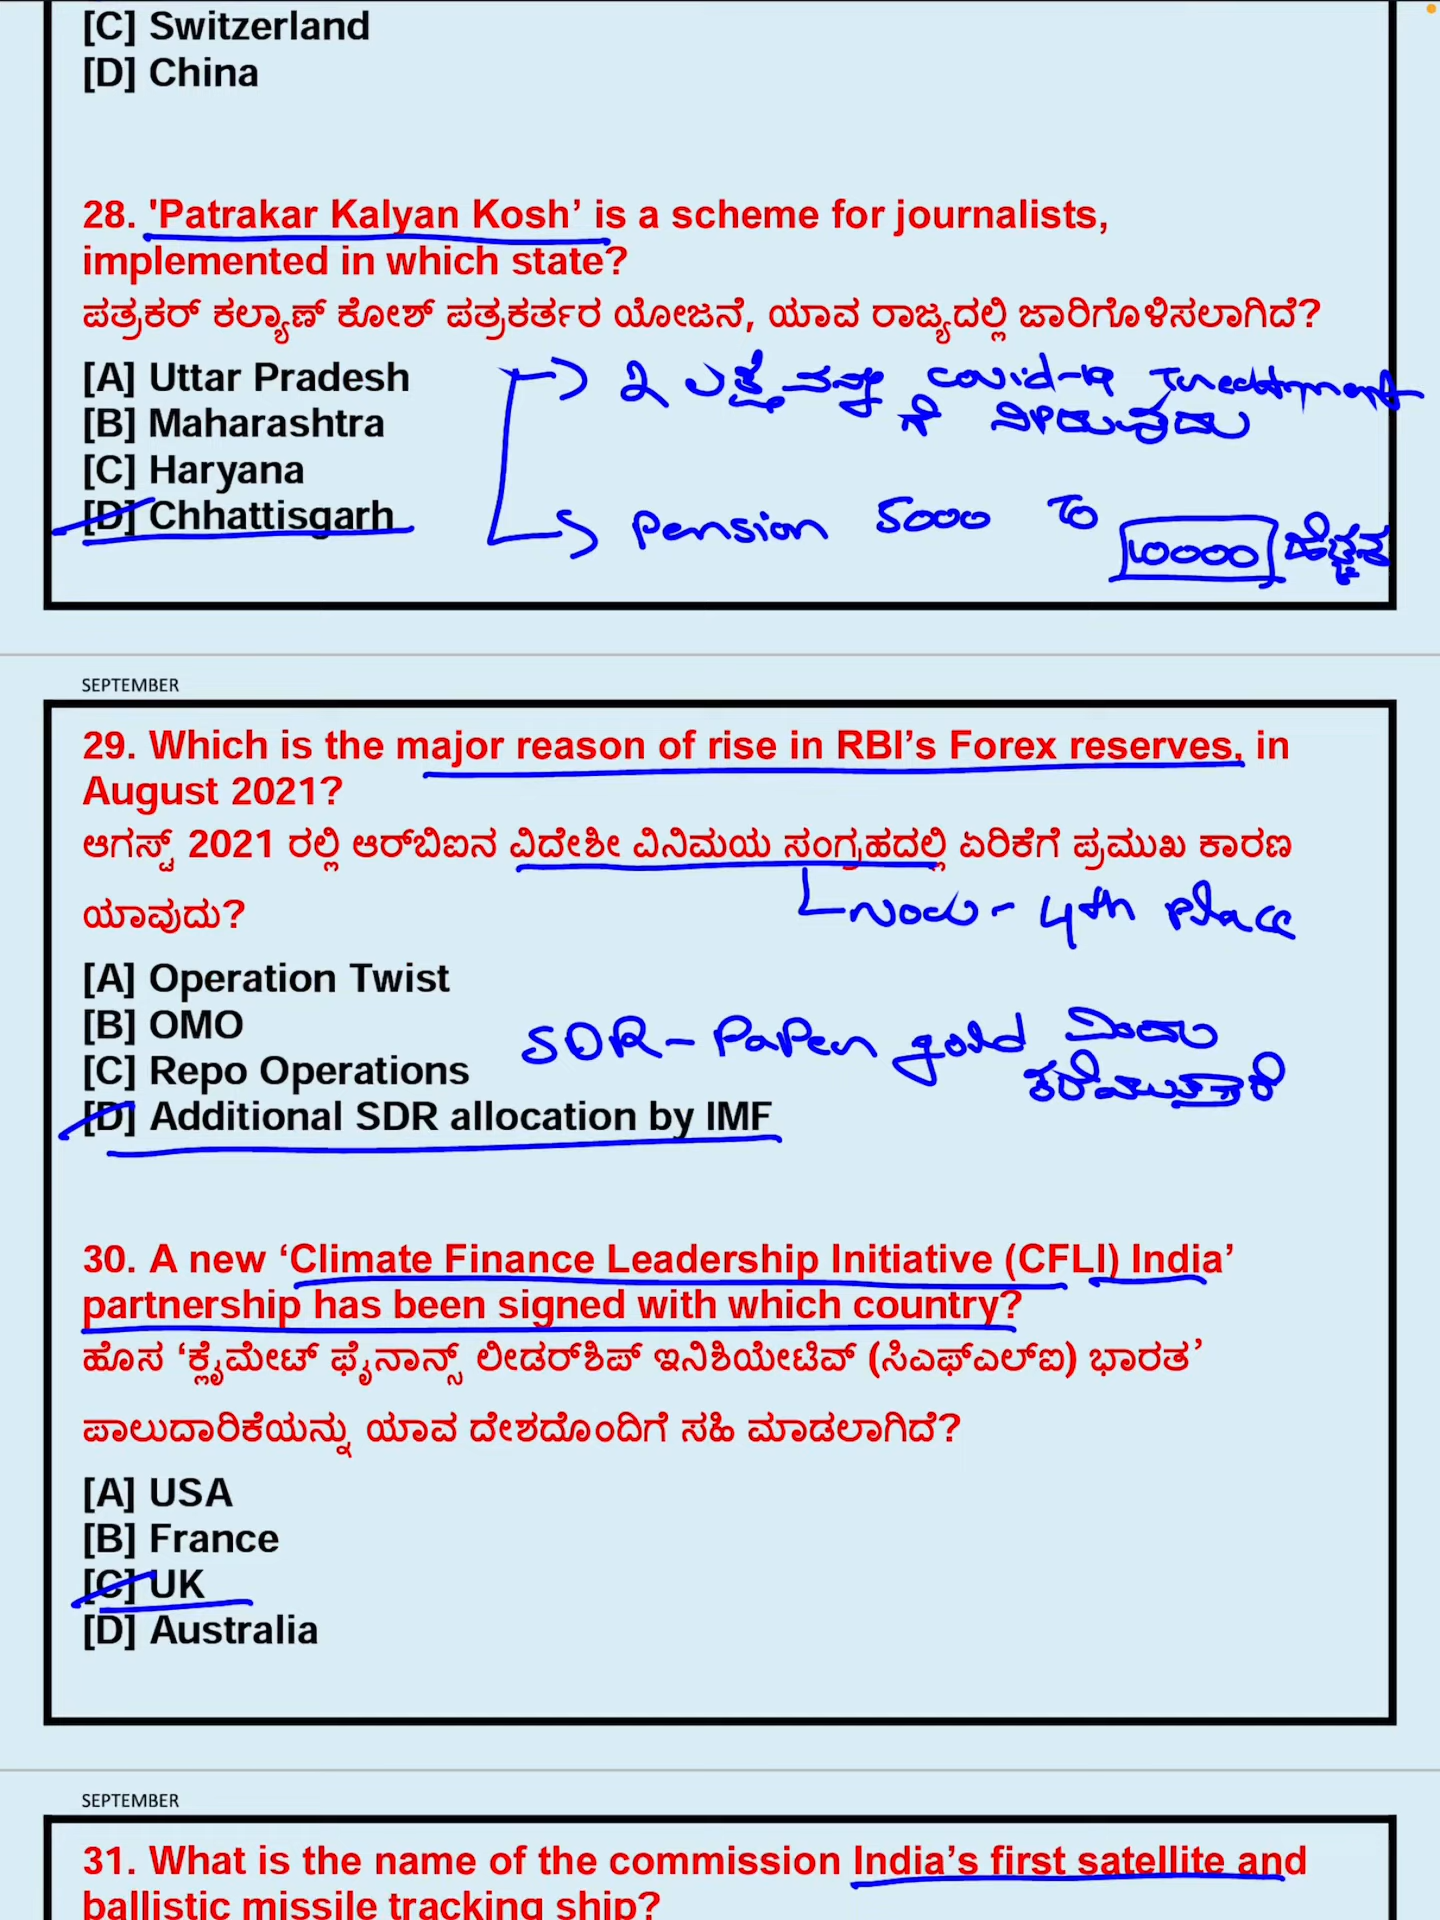 [C] Switzerland
[D] China
28. 'Patrakar Kalyan Kosh’ is a scheme for journalists,
implemented in which state?
ಪತ್ರಕರ್ ಕಲ್ಯಾಣ್ ಕೋಶ್ ಪತ್ರಕರ್ತರ ಯೋಜನೆ, ಯಾವ ರಾಜ್ಯದಲ್ಲಿ ಜಾರಿಗೊಳಿಸಲಾಗಿದೆ?
[A] Uttar Pradesh
[B] Maharashtra
[C] Haryana
[D] Chhattisgarh
2 ಲಕ್ಷ covid-19
ಗೆ ನೀಡುವುದು
Pension 5000 To
10000
SEPTEMBER
29. Which is the major reason of rise in RBI’s Forex reserves, in
August 2021?
ಆಗಸ್ಟ್ 2021 ರಲ್ಲಿ ಆರ್‌ಬಿಐನ ವಿದೇಶೀ ವಿನಿಮಯ ಸಂಗ್ರಹದಲ್ಲಿ ಏರಿಕೆಗೆ ಪ್ರಮುಖ ಕಾರಣ
ಯಾವುದು?
4th place
[A] Operation Twist
[B] OMO
[C] Repo Operations
[D] Additional SDR allocation by IMF
SDR - PaPer gold ಎಂದು
ಕರೆಯುತ್ತಾರೆ
30. A new ‘Climate Finance Leadership Initiative (CFLI) India’
partnership has been signed with which country?
ಹೊಸ ‘ಕ್ಲೈಮೇಟ್ ಫೈನಾನ್ಸ್ ಲೀಡರ್‌ಶಿಪ್ ಇನಿಶಿಯೇಟಿವ್ (ಸಿಎಫ್‌ಎಲ್‌ಐ) ಭಾರತ’
ಪಾಲುದಾರಿಕೆಯನ್ನು ಯಾವ ದೇಶದೊಂದಿಗೆ ಸಹಿ ಮಾಡಲಾಗಿದೆ?
[A] USA
[B] France
[C] UK
[D] Australia
SEPTEMBER
31. What is the name of the commission India’s first satellite and
ballistic missile tracking ship?